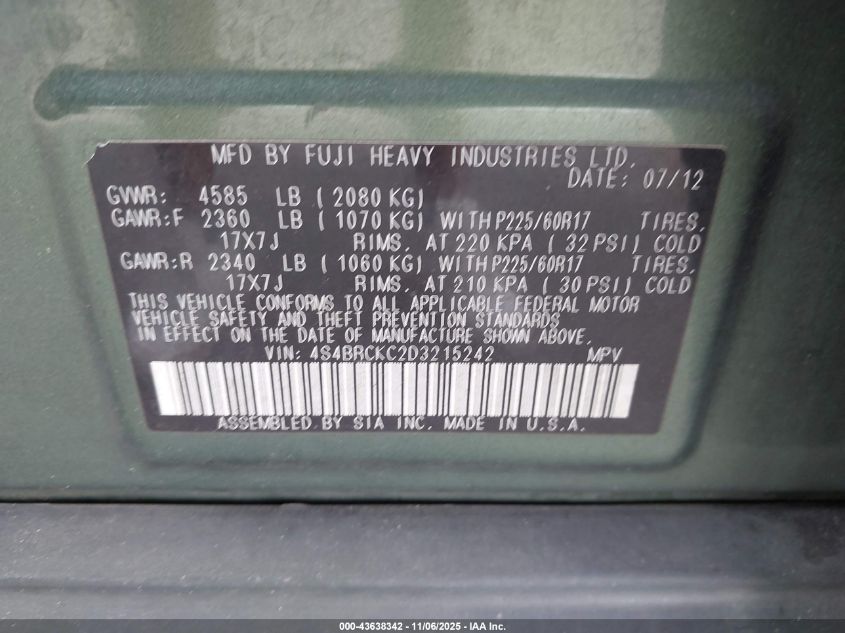 MFD BY FUJI HEAVY INDUSTRIES LTD.
DATE: 07/12
GVWR: 4585 LB ( 2080 KG)
GAWR:F 2360 LB ( 1070 KG) WITH P225/60R17 TIRES.
17X7J RIMS. AT 220 KPA ( 32 PSI) COLD
GAWR:R 2340 LB ( 1060 KG) WITH P225/60R17 TIRES.
17X7J RIMS. AT 210 KPA ( 30 PSI) COLD
THIS VEHICLE CONFORMS TO ALL APPLICABLE FEDERAL MOTOR
VEHICLE SAFETY AND THEFT PREVENTION STANDARDS
IN EFFECT ON THE DATE OF MANUFACTURE SHOWN ABOVE.
VIN: 4S4BRCKC2D3215242 MPV
ASSEMBLED BY SIA INC. MADE IN U.S.A.
000-43638342 - 11/06/2025 - IAA Inc.